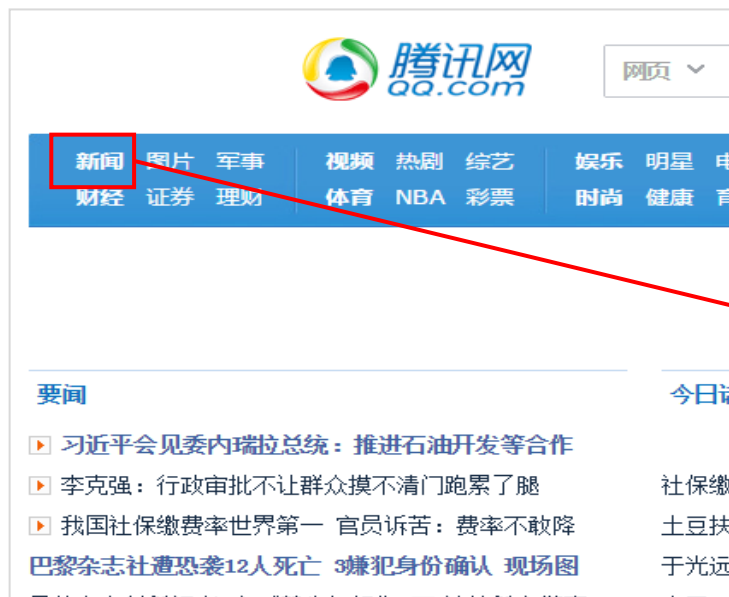 腾讯网
QQ.com
网页
新闻 图片 军事 视频 热剧 综艺 娱乐 明星
财经 证券 理财 体育 NBA 彩票 时尚 健康
要闻
今日
习近平会见委内瑞拉总统：推进石油开发等合作
李克强：行政审批不让群众摸不清门跑累了腿
社保缴
我国社保缴费率世界第一 官员诉苦：费率不敢降
土豆扶
巴黎杂志社遭恐袭12人死亡 3嫌犯身份确认 现场图
于光远